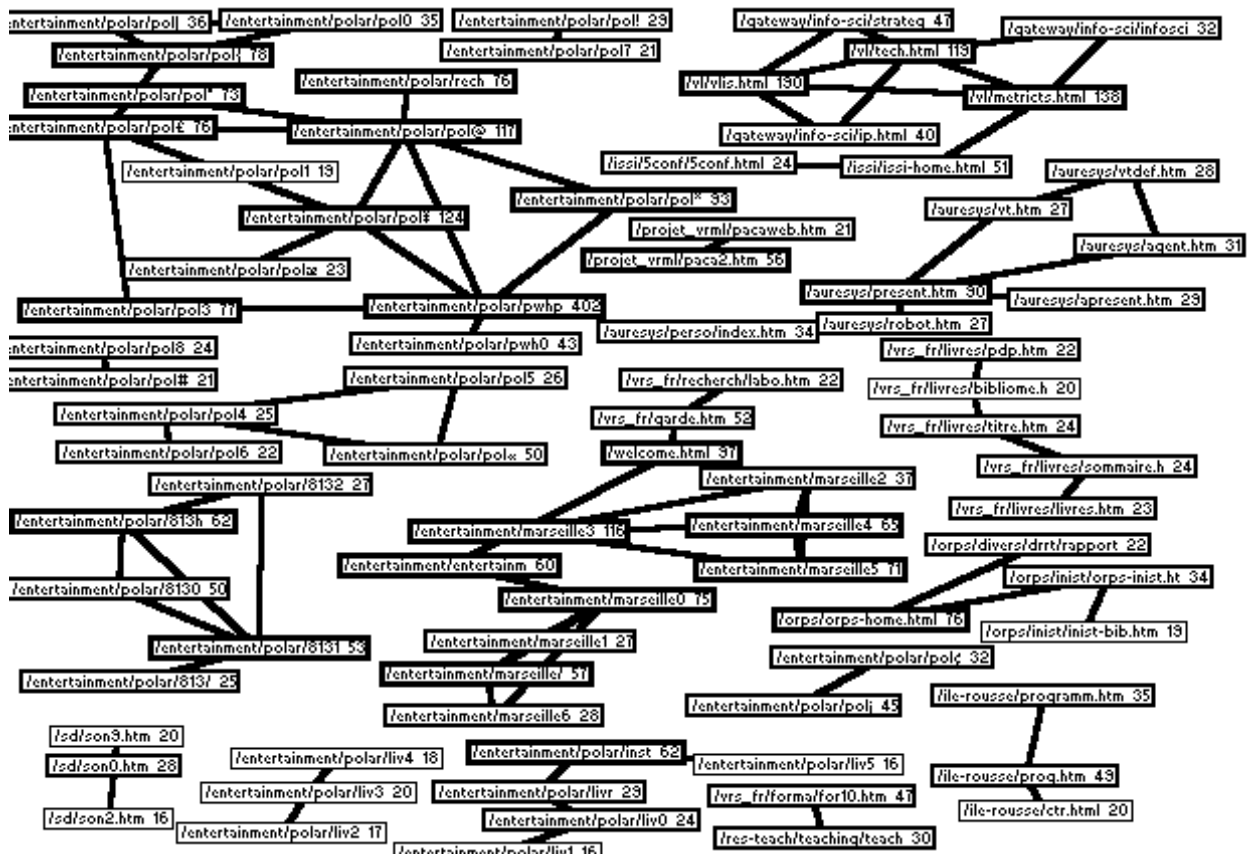 /entertainment/polar/pol| 36
/entertainment/polar/pol0 35
/entertainment/polar/pol! 29
/gateway/info-sci/strateg 47
/gateway/info-sci/infosci 32
/entertainment/polar/pol7 21
/vl/tech.html 119
/entertainment/polar/pol{ 78
/entertainment/polar/rech 76
/vl/vlis.html 190
/entertainment/polar/pol" 73
/vl/metricts.html 138
/entertainment/polar/pol£ 76
/entertainment/polar/pol@ 117
/gateway/info-sci/ip.html 40
/issi/5conf/5conf.html 24
/issi/issi-home.html 51
/entertainment/polar/pol1 19
/auresys/vtdef.htm 28
/entertainment/polar/pol* 93
/auresys/vt.htm 27
/entertainment/polar/pol‡ 124
/projet_vrml/pacaweb.htm 21
/auresys/agent.htm 31
/projet_vrml/paca2.htm 56
/entertainment/polar/polæ 23
/auresys/present.htm 90
/auresys/apresent.htm 29
/entertainment/polar/pol3 77
/entertainment/polar/pwhp 402
/auresys/perso/index.htm 34
/auresys/robot.htm 27
/entertainment/polar/pwh0 43
/entertainment/polar/pol8 24
/vrs_fr/livres/pdp.htm 22
/entertainment/polar/pol# 21
/entertainment/polar/pol5 26
/vrs_fr/recherch/labo.htm 22
/vrs_fr/livres/bibliome.h 20
/entertainment/polar/pol4 25
/vrs_fr/garde.htm 52
/vrs_fr/livres/titre.htm 24
/entertainment/polar/pol6 22
/entertainment/polar/pol« 50
/welcome.html 97
/vrs_fr/livres/sommaire.h 24
/entertainment/polar/8132 27
/entertainment/marseille2 37
/vrs_fr/livres/livres.htm 23
/entertainment/polar/813h 62
/entertainment/marseille3 116
/entertainment/marseille4 65
/orps/divers/drrt/rapport 22
/entertainment/entertainm 60
/entertainment/marseille5 71
/orps/inist/orps-inist.ht 34
/entertainment/polar/8130 50
/entertainment/marseille0 75
/orps/orps-home.html 76
/orps/inist/inist-bib.htm 19
/entertainment/polar/8131 53
/entertainment/marseille1 27
/entertainment/polar/pol¢ 32
/entertainment/polar/813/ 25
/entertainment/marseille/ 57
/entertainment/polar/polj 45
/ile-rousse/programm.htm 35
/entertainment/marseille6 28
/sd/son9.htm 20
/sd/son0.htm 28
/entertainment/polar/liv4 18
/entertainment/polar/inst 62
/entertainment/polar/liv5 16
/ile-rousse/prog.htm 49
/entertainment/polar/liv3 20
/entertainment/polar/livr 29
/vrs_fr/forma/for10.htm 47
/ile-rousse/ctr.html 20
/sd/son2.htm 16
/entertainment/polar/liv2 17
/entertainment/polar/liv0 24
/res-teach/teaching/teach 30
/entertainment/polar/liv1 16